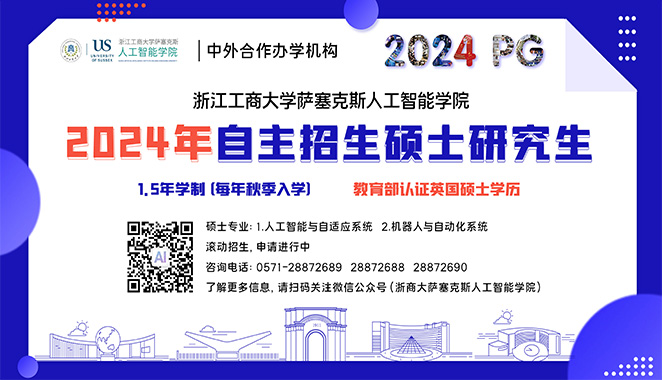 US
UNIVERSITY
OF SUSSEX
浙江工商大学萨塞克斯
人工智能学院
中外合作办学机构
2024 PG
浙江工商大学萨塞克斯人工智能学院
2024年自主招生硕士研究生
1.5年学制 (每年秋季入学)
教育部认证英国硕士学历
硕士专业: 1.人工智能与自适应系统 2.机器人与自动化系统
滚动招生, 申请进行中
咨询电话: 0571-28872689 28872688 28872690
了解更多信息, 请扫码关注微信公众号 (浙商大萨塞克斯人工智能学院)
AI